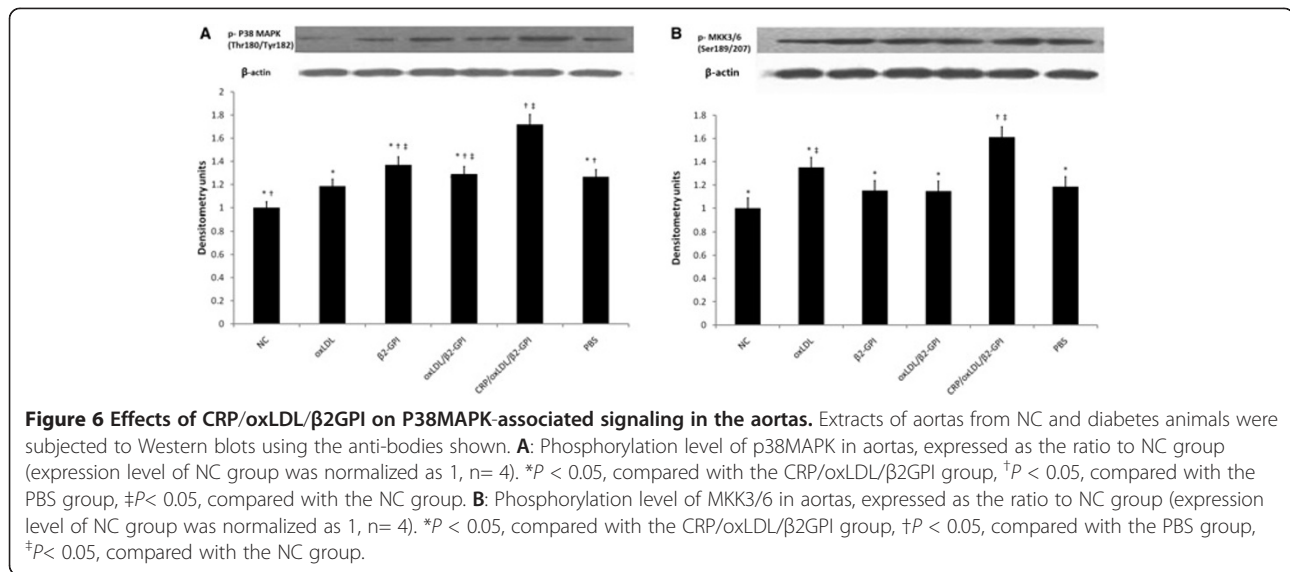 A
p- P38 MAPK
(Thr180/Tyr182)
β-actin
Densitometry units
2
1.8
1.6
1.4
1.2
1
0.8
0.6
0.4
0.2
0
* †
*
* † ‡
* † ‡
† ‡
* †
NC
oxLDL
β2-GPI
oxLDL/β2-GPI
CRP/oxLDL/β2-GPI
PBS
B
p- MKK3/6
(Ser189/207)
β-actin
Densitometry units
1.8
1.6
1.4
1.2
1
0.8
0.6
0.4
0.2
0
*
* ‡
*
*
† ‡
*
NC
oxLDL
β2-GPI
oxLDL/β2-GPI
CRP/oxLDL/β2-GPI
PBS
Figure 6 Effects of CRP/oxLDL/β2GPI on P38MAPK-associated signaling in the aortas. Extracts of aortas from NC and diabetes animals were
subjected to Western blots using the anti-bodies shown. A: Phosphorylation level of p38MAPK in aortas, expressed as the ratio to NC group
(expression level of NC group was normalized as 1, n= 4). *P < 0.05, compared with the CRP/oxLDL/β2GPI group, †P < 0.05, compared with the
PBS group, ‡P< 0.05, compared with the NC group. B: Phosphorylation level of MKK3/6 in aortas, expressed as the ratio to NC group (expression
level of NC group was normalized as 1, n= 4). *P < 0.05, compared with the CRP/oxLDL/β2GPI group, †P < 0.05, compared with the PBS group,
‡P< 0.05, compared with the NC group.